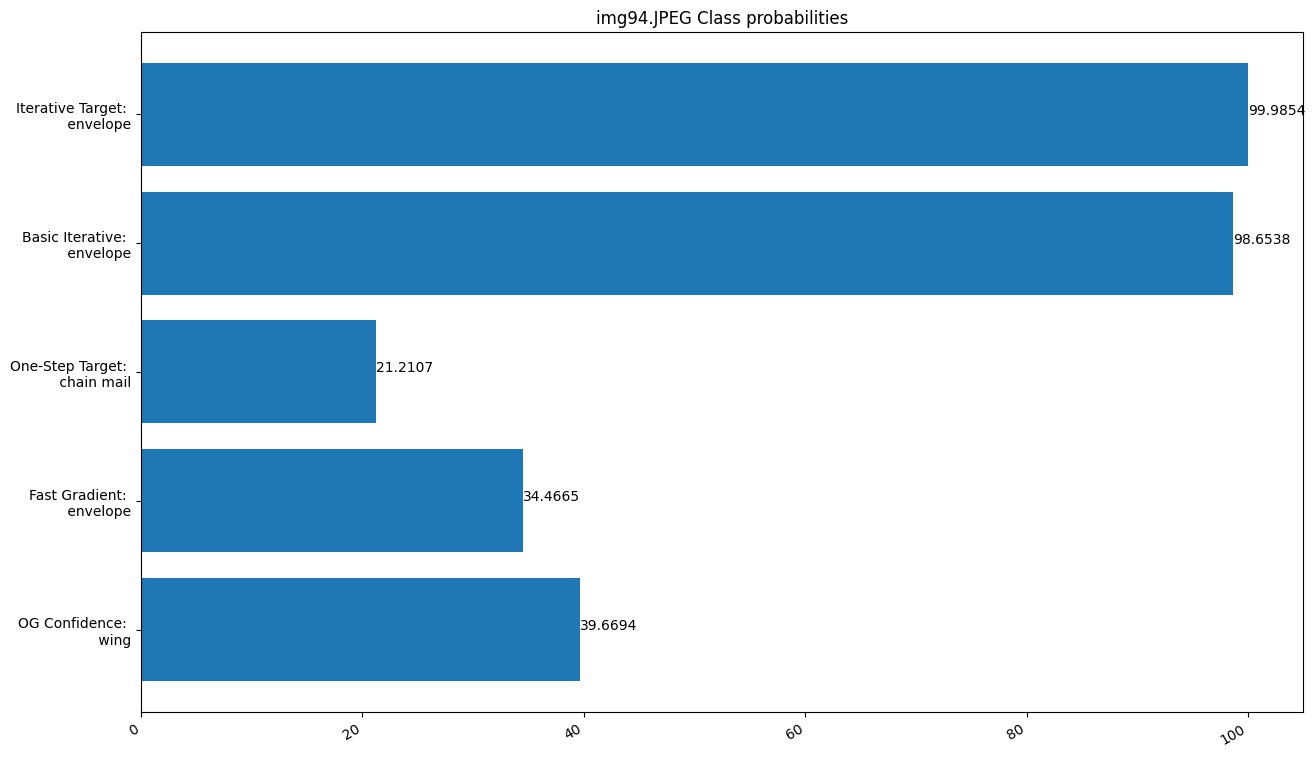 img94.JPEG Class probabilities
Iterative Target:
envelope
99.9854
Basic Iterative:
envelope
98.6538
One-Step Target:
chain mail
21.2107
Fast Gradient:
envelope
34.4665
OG Confidence:
wing
39.6694
0
20
40
60
80
100